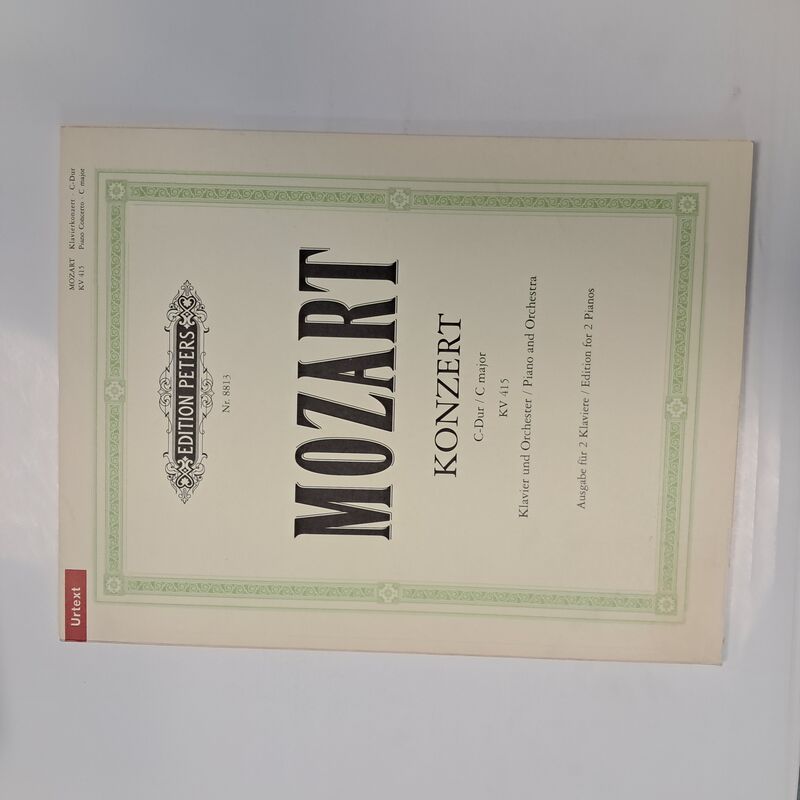 Urtext
MOZART Klavierkonzert · C-Dur
KV 415 Piano Concerto · C major
EDITION PETERS
Nr. 8813
MOZART
KONZERT
C-Dur / C major
KV 415
Klavier und Orchester / Piano and Orchestra
Ausgabe für 2 Klaviere / Edition for 2 Pianos